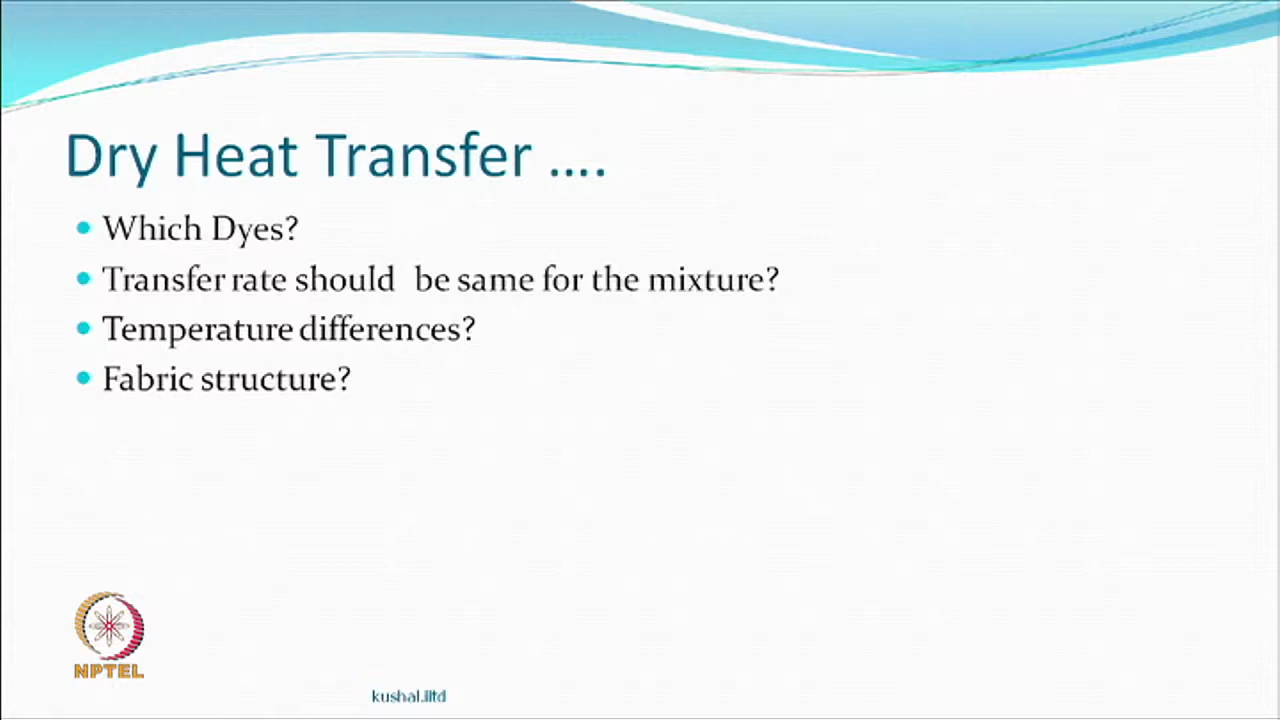 Dry Heat Transfer ....
Which Dyes?
Transfer rate should be same for the mixture?
Temperature differences?
Fabric structure?
NPTEL
kushal.iitd